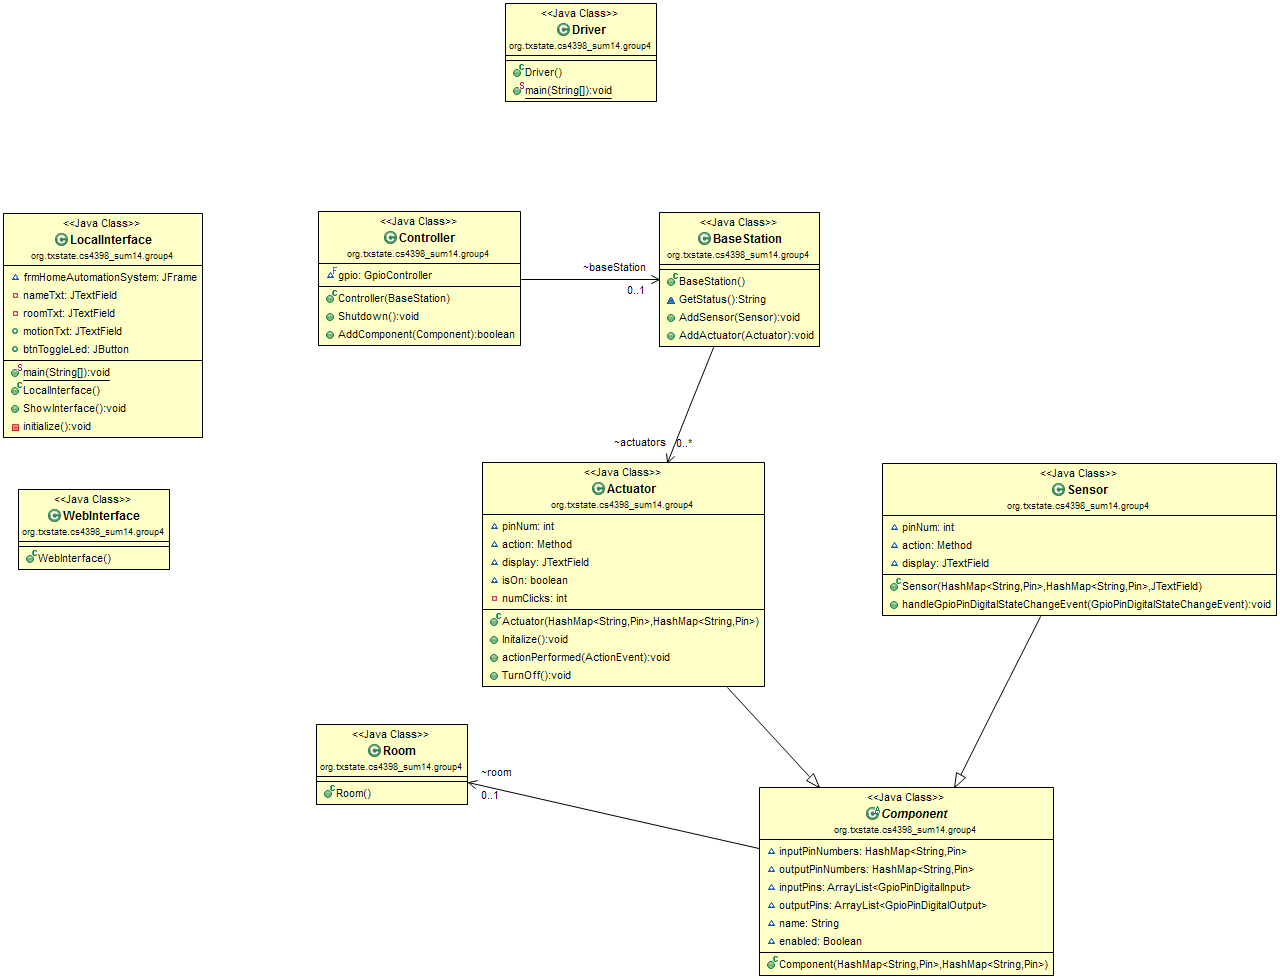 <<Java Class>>
Driver
org.txstate.cs4398_sum14.group4
Driver()
main(String[]):void
<<Java Class>>
LocalInterface
org.txstate.cs4398_sum14.group4
frmHomeAutomationSystem: JFrame
nameTxt: JTextField
roomTxt: JTextField
motionTxt: JTextField
btnToggleLed: JButton
main(String[]):void
LocalInterface()
ShowInterface():void
initialize():void
<<Java Class>>
Controller
org.txstate.cs4398_sum14.group4
gpio: GpioController
Controller(BaseStation)
Shutdown():void
AddComponent(Component):boolean
~baseStation
0..1
<<Java Class>>
BaseStation
org.txstate.cs4398_sum14.group4
BaseStation()
GetStatus():String
AddSensor(Sensor):void
AddActuator(Actuator):void
~actuators
0..*
<<Java Class>>
WebInterface
org.txstate.cs4398_sum14.group4
WebInterface()
<<Java Class>>
Actuator
org.txstate.cs4398_sum14.group4
pinNum: int
action: Method
display: JTextField
isOn: boolean
numClicks: int
Actuator(HashMap<String,Pin>,HashMap<String,Pin>)
Initalize():void
actionPerformed(ActionEvent):void
TurnOff():void
<<Java Class>>
Sensor
org.txstate.cs4398_sum14.group4
pinNum: int
action: Method
display: JTextField
Sensor(HashMap<String,Pin>,HashMap<String,Pin>,JTextField)
handleGpioPinDigitalStateChangeEvent(GpioPinDigitalStateChangeEvent):void
<<Java Class>>
Room
org.txstate.cs4398_sum14.group4
Room()
~room
0..1
<<Java Class>>
Component
org.txstate.cs4398_sum14.group4
inputPinNumbers: HashMap<String,Pin>
outputPinNumbers: HashMap<String,Pin>
inputPins: ArrayList<GpioPinDigitalInput>
outputPins: ArrayList<GpioPinDigitalOutput>
name: String
enabled: Boolean
Component(HashMap<String,Pin>,HashMap<String,Pin>)